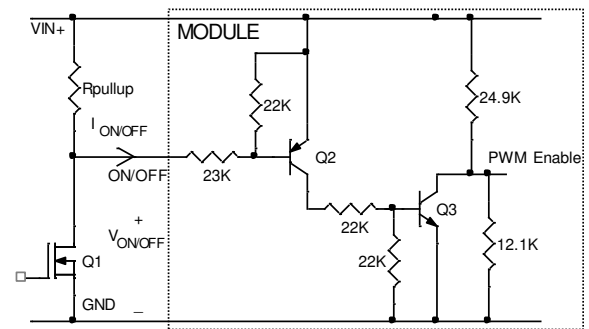 VIN+
MODULE
Rpullup
22K
24.9K
I ON/OFF
PWM Enable
Q2
ON/OFF
23K
Q3
+
22K
V ON/OFF
12.1K
22K
Q1
GND
_